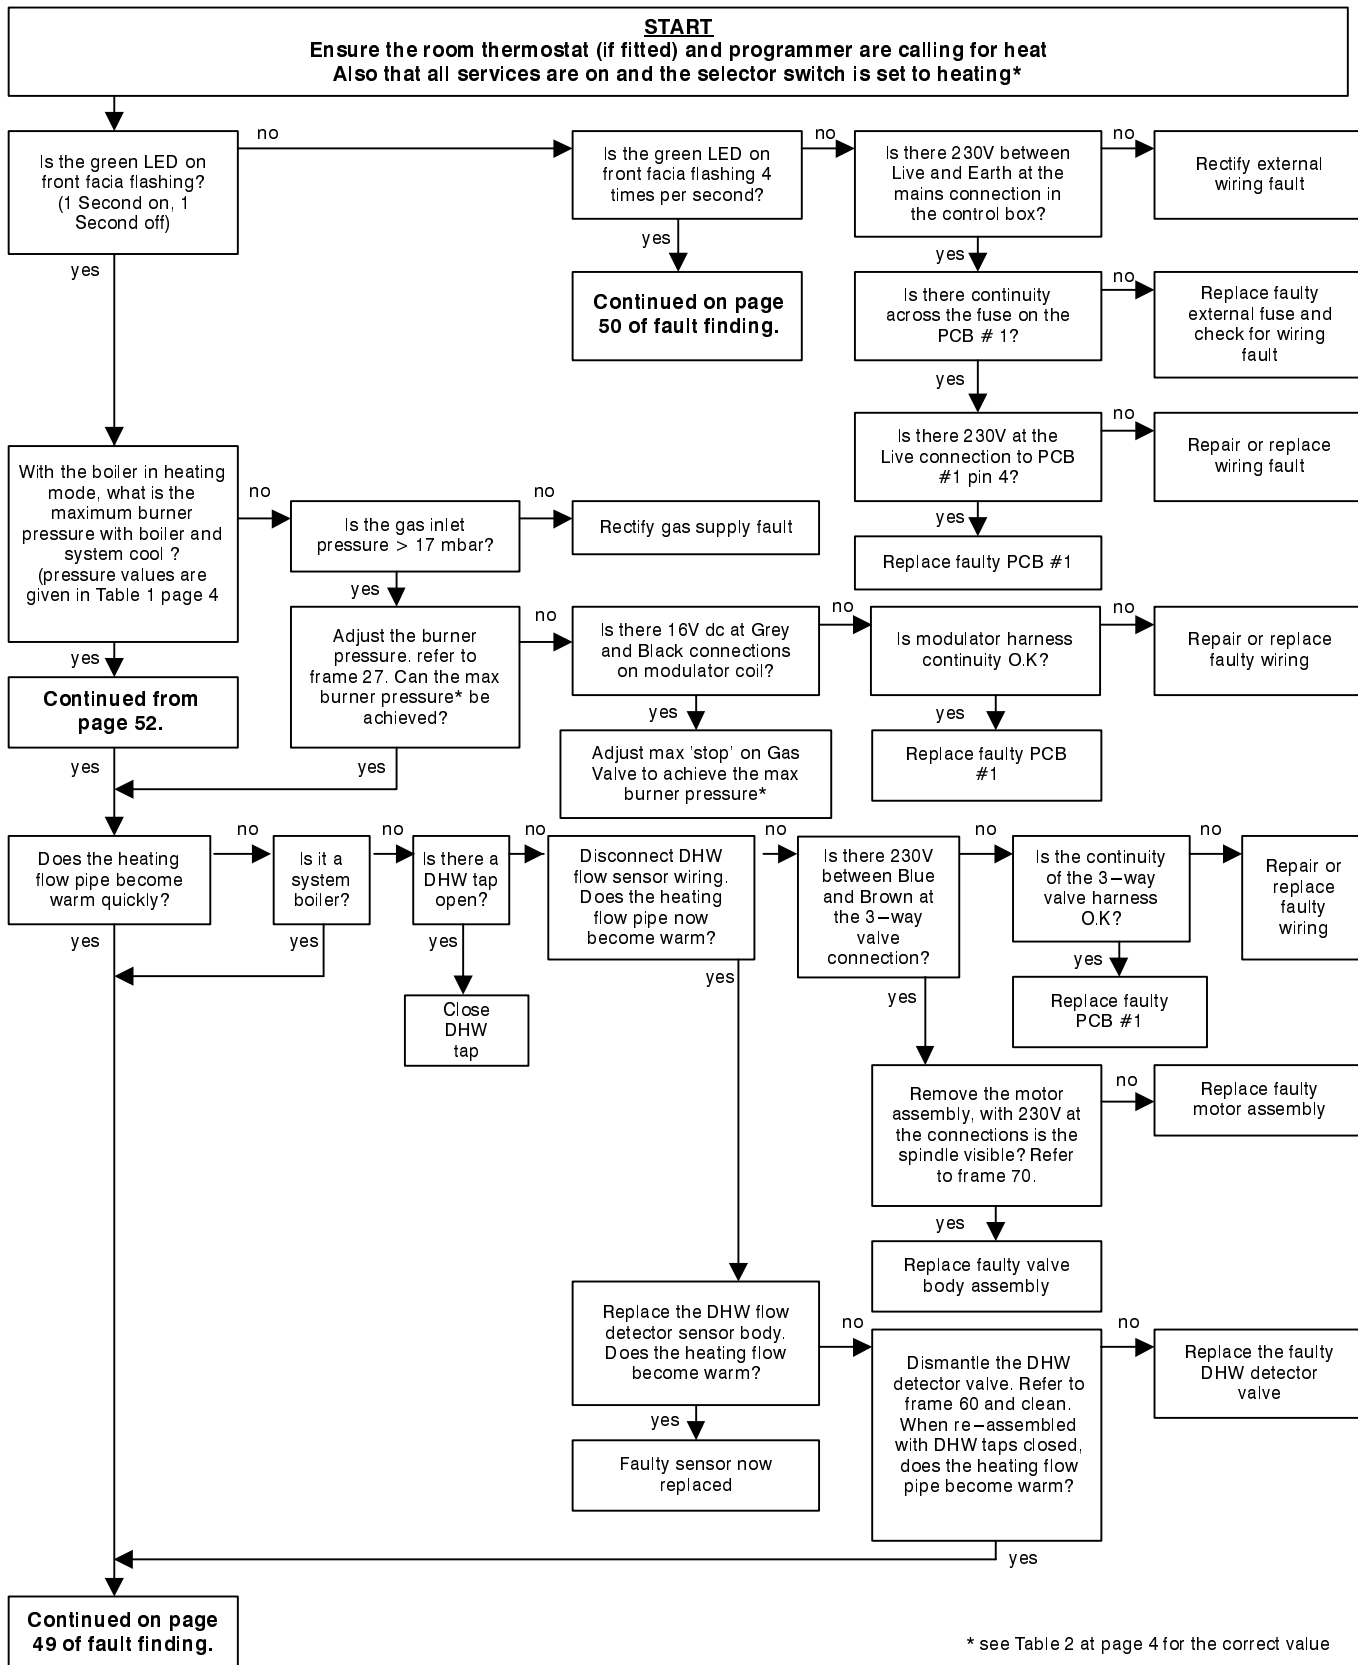 START
Ensure the room thermostat (if fitted) and programmer are calling for heat
Also that all services are on and the selector switch is set to heating*
Is the green LED on
front facia flashing?
(1 Second on, 1
Second off)
no
Is the green LED on
front facia flashing 4
times per second?
no
Is there 230V between
Live and Earth at the
mains connection in
the control box?
no
Rectify external
wiring fault
yes
yes
yes
Continued on page
50 of fault finding.
Is there continuity
across the fuse on the
PCB # 1?
no
Replace faulty
external fuse and
check for wiring
fault
yes
Is there 230V at the
Live connection to PCB
#1 pin 4?
no
Repair or replace
wiring fault
yes
Replace faulty PCB #1
With the boiler in heating
mode, what is the
maximum burner
pressure with boiler and
system cool ?
(pressure values are
given in Table 1 page 4
no
Is the gas inlet
pressure > 17 mbar?
no
Rectify gas supply fault
yes
Adjust the burner
pressure. refer to
frame 27. Can the max
burner pressure* be
achieved?
no
Is there 16V dc at Grey
and Black connections
on modulator coil?
no
Is modulator harness
continuity O.K?
no
Repair or replace
faulty wiring
yes
Continued from
page 52.
yes
Adjust max 'stop' on Gas
Valve to achieve the max
burner pressure*
yes
Replace faulty PCB
#1
yes
yes
Does the heating
flow pipe become
warm quickly?
no
Is it a
system
boiler?
no
Is there a
DHW tap
open?
no
Disconnect DHW
flow sensor wiring.
Does the heating
flow pipe now
become warm?
no
Is there 230V
between Blue
and Brown at
the 3-way
valve
connection?
no
Is the continuity
of the 3-way
valve harness
O.K?
no
Repair or
replace
faulty
wiring
yes
yes
yes
Close
DHW
tap
yes
yes
yes
Replace faulty
PCB #1
Remove the motor
assembly, with 230V at
the connections is the
spindle visible? Refer
to frame 70.
no
Replace faulty
motor assembly
yes
Replace faulty valve
body assembly
Replace the DHW flow
detector sensor body.
Does the heating flow
become warm?
no
Dismantle the DHW
detector valve. Refer to
frame 60 and clean.
When re-assembled
with DHW taps closed,
does the heating flow
pipe become warm?
no
Replace the faulty
DHW detector
valve
yes
Faulty sensor now
replaced
yes
Continued on page
49 of fault finding.
* see Table 2 at page 4 for the correct value